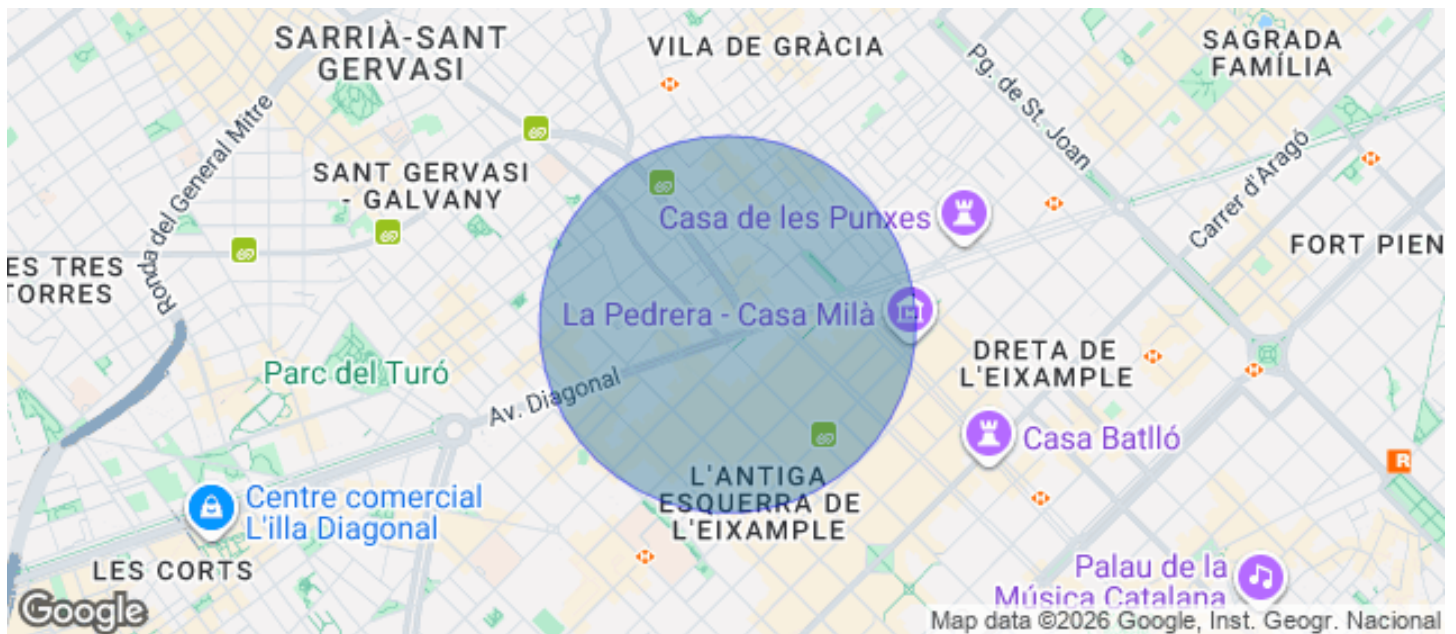 SARRIÀ-SANT
GERVASI
VILA DE GRÀCIA
SAGRADA
FAMÍLIA
Pg. de St. Joan
Ronda del General Mitre
SANT GERVASI
- GALVANY
Carrer d'Aragó
Casa de les Punxes
FORT PIEN
ES TRES
TORRES
La Pedrera - Casa Milà
DRETA DE
L'EIXAMPLE
Parc del Turó
Av. Diagonal
Casa Batlló
L'ANTIGA
ESQUERRA DE
L'EIXAMPLE
Centre comercial
L'illa Diagonal
LES CORTS
Palau de la
Música Catalana
R
Google
Map data ©2026 Google, Inst. Geogr. Nacional